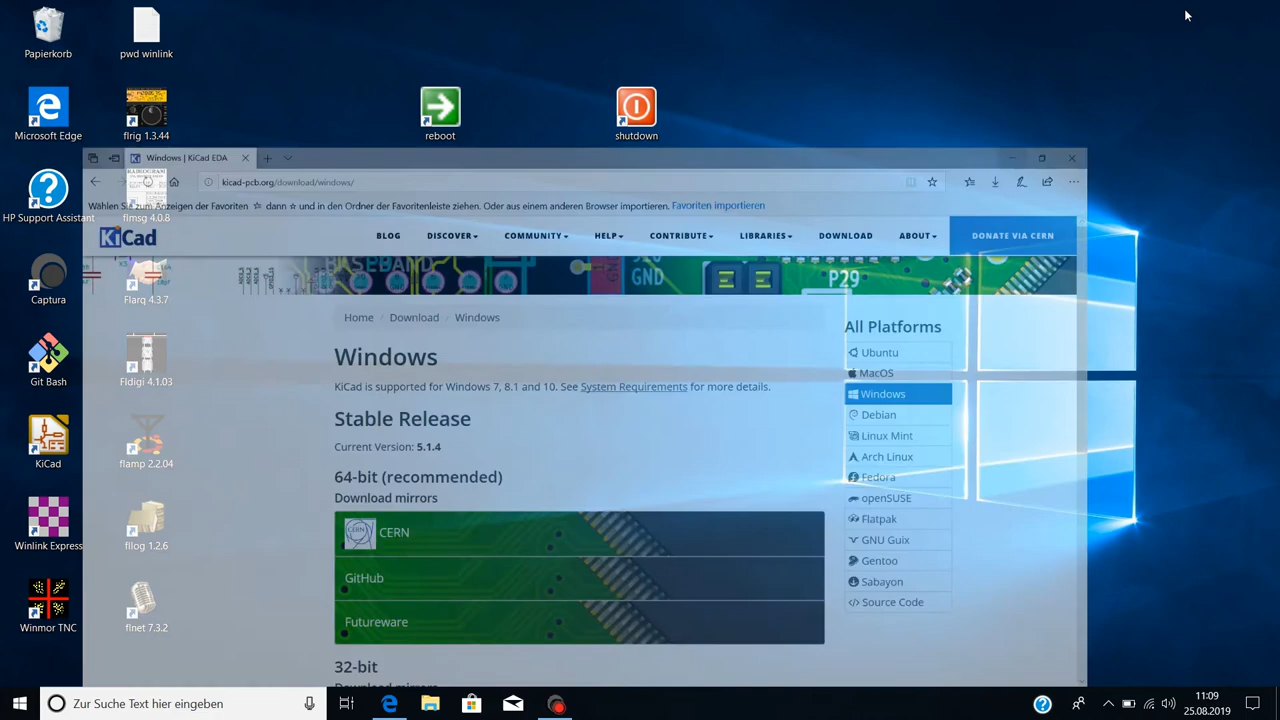 Papierkorb
pwd winlink
Microsoft Edge
flrig 1.3.44
reboot
shutdown
Windows | KiCad EDA
kicad-pcb.org/download/windows/
HP Support Assistant
flmsg 4.0.8
Wählen Sie zum Anzeigen der Favoriten ☆ dann ☆ und in den Ordner der Favoritenleiste ziehen. Oder aus einem anderen Browser importieren. Favoriten importieren
KiCad
BLOG DISCOVER COMMUNITY HELP CONTRIBUTE LIBRARIES DOWNLOAD ABOUT DONATE VIA CERN
BASEBAND
GND
P29
Captura
Flarq 4.3.7
Home / Download / Windows
Windows
KiCad is supported for Windows 7, 8.1 and 10. See System Requirements for more details.
Stable Release
Current Version: 5.1.4
64-bit (recommended)
Download mirrors
CERN
GitHub
Futureware
32-bit
Download mirrors
All Platforms
Ubuntu
MacOS
Windows
Debian
Linux Mint
Arch Linux
Fedora
openSUSE
Flatpak
GNU Guix
Gentoo
Sabayon
</> Source Code
Git Bash
Fldigi 4.1.03
KiCad
flamp 2.2.04
Winlink Express
fllog 1.2.6
Winmor TNC
flnet 7.3.2
Zur Suche Text hier eingeben
11:09
25.08.2019